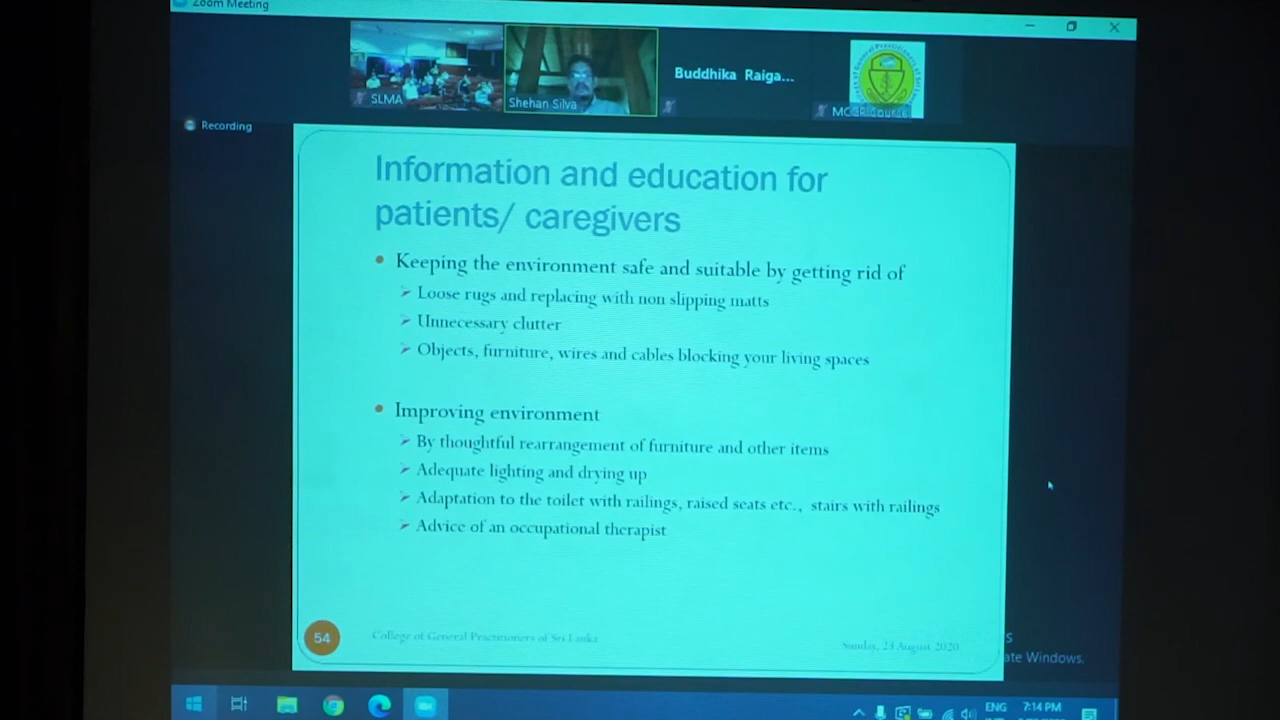 Zoom Meeting
SLMA
Shehan Silva
Buddhika Raiga...
Recording
Information and education for
patients/ caregivers
• Keeping the environment safe and suitable by getting rid of
➢ Loose rugs and replacing with non slipping matts
➢ Unnecessary clutter
➢ Objects, furniture, wires and cables blocking your living spaces
• Improving environment
➢ By thoughtful rearrangement of furniture and other items
➢ Adequate lighting and drying up
➢ Adaptation to the toilet with railings, raised seats etc., stairs with railings
➢ Advice of an occupational therapist
54
College of General Practitioners of Sri Lanka
Sunday, 23 August 2020
s
ate Windows.
ENG
7:14 PM